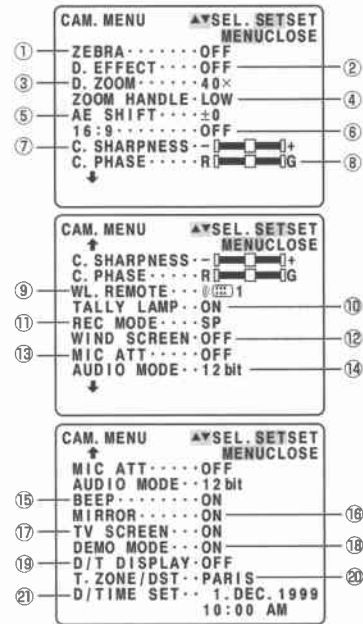 CAM. MENU ▲▼SEL. SETSET
MENUCLOSE
① ZEBRA·······OFF
D. EFFECT····OFF ②
③ D. ZOOM······40×
ZOOM HANDLE·LOW ④
⑤ AE SHIFT····±0
16:9·········OFF ⑥
⑦ C. SHARPNESS··- +
C. PHASE·····R G ⑧
CAM. MENU ▲▼SEL. SETSET
MENUCLOSE
C. SHARPNESS··- +
C. PHASE·····R G
⑨ WL. REMOTE··· 1
TALLY LAMP··ON ⑩
⑪ REC MODE····SP
WIND SCREEN·OFF ⑫
⑬ MIC ATT·····OFF
AUDIO MODE··12 bit ⑭
CAM. MENU ▲▼SEL. SETSET
MENUCLOSE
MIC ATT·····OFF
AUDIO MODE··12 bit
⑮ BEEP········ON
MIRROR······ON ⑯
⑰ TV SCREEN···ON
DEMO MODE···ON ⑱
⑲ D/T DISPLAY·OFF
T. ZONE/DST··PARIS ⑳
㉑ D/TIME SET·· 1. DEC. 1999
10:00 AM